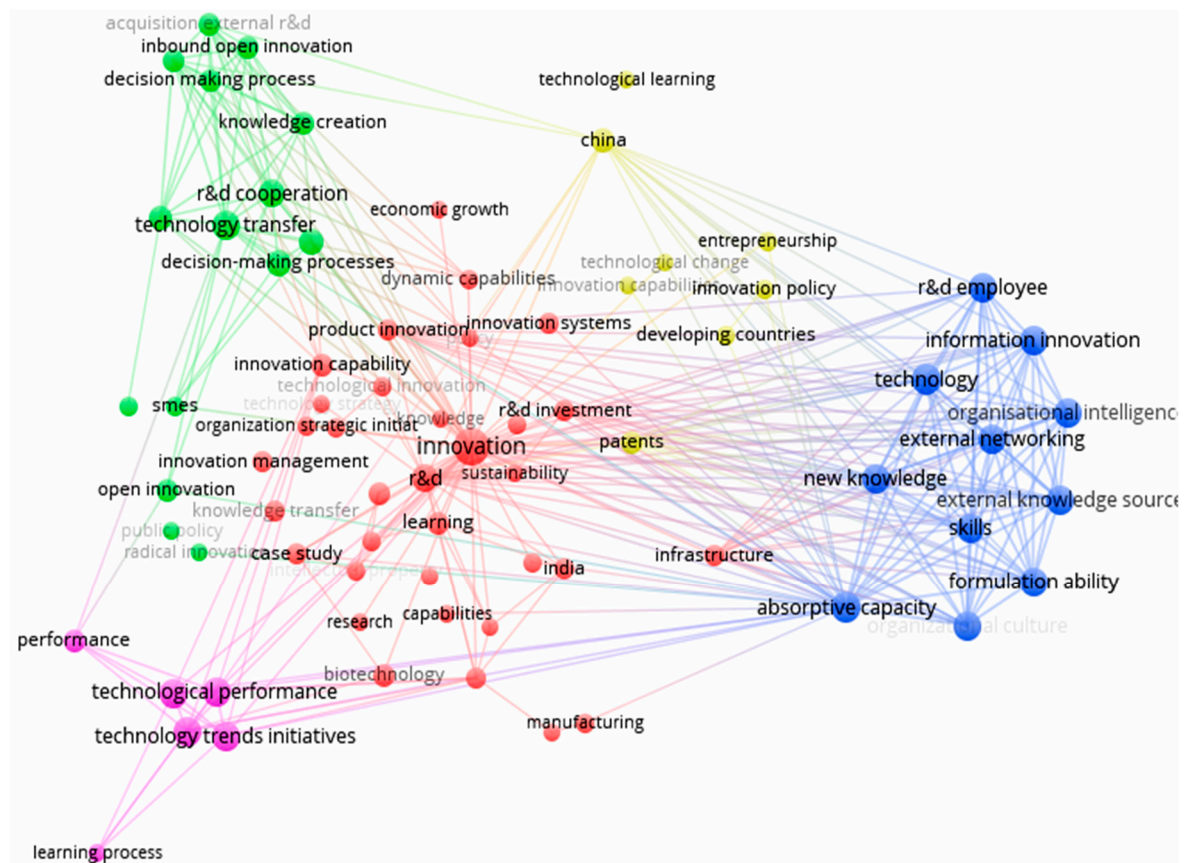 acquisition external r&d
inbound open innovation
decision making process
technological learning
knowledge creation
china
r&d cooperation
economic growth
technology transfer
entrepreneurship
decision-making processes
technological change
dynamic capabilities
innovation capabilities
innovation policy
r&d employee
product innovation
innovation systems
policy
developing countries
information innovation
innovation capability
technological innovation
technology
technology strategy
smes
knowledge
r&d investment
organisational intelligence
organization strategic initiat
innovation
patents
external networking
innovation management
r&d
sustainability
new knowledge
open innovation
knowledge transfer
external knowledge source
learning
skills
public policy
radical innovation
case study
infrastructure
intellectual property
india
formulation ability
absorptive capacity
capabilities
research
organizational culture
performance
biotechnology
technological performance
manufacturing
technology trends initiatives
learning process